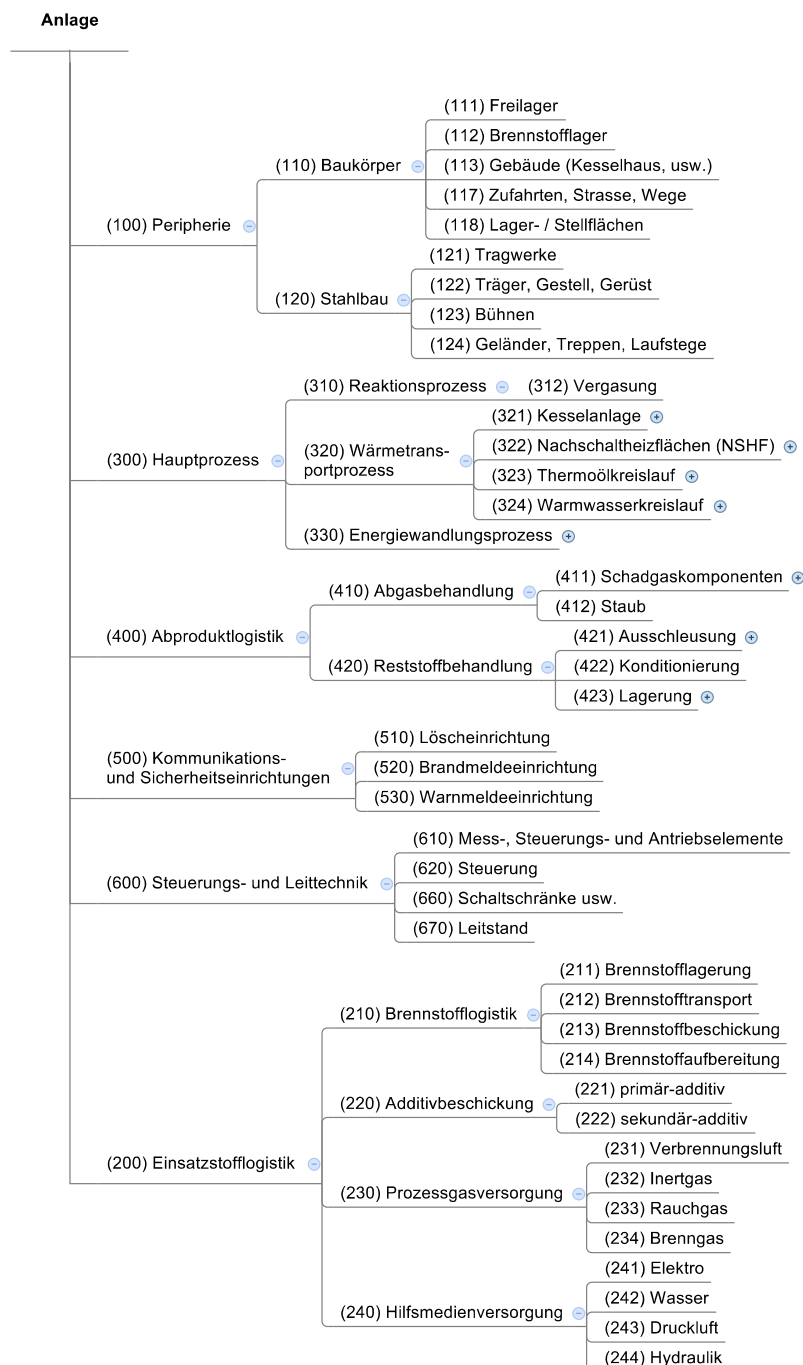 Anlage
(100) Peripherie
(110) Baukörper
(111) Freilager
(112) Brennstofflager
(113) Gebäude (Kesselhaus, usw.)
(117) Zufahrten, Strasse, Wege
(118) Lager- / Stellflächen
(120) Stahlbau
(121) Tragwerke
(122) Träger, Gestell, Gerüst
(123) Bühnen
(124) Geländer, Treppen, Laufstege
(300) Hauptprozess
(310) Reaktionsprozess
(312) Vergasung
(320) Wärmetrans-
portprozess
(321) Kesselanlage
(322) Nachschaltheizflächen (NSHF)
(323) Thermoölkreislauf
(324) Warmwasserkreislauf
(330) Energiewandlungsprozess
(400) Abproduktlogistik
(410) Abgasbehandlung
(411) Schadgaskomponenten
(412) Staub
(420) Reststoffbehandlung
(421) Ausschleusung
(422) Konditionierung
(423) Lagerung
(500) Kommunikations-
und Sicherheitseinrichtungen
(510) Löscheinrichtung
(520) Brandmeldeeinrichtung
(530) Warnmeldeeinrichtung
(600) Steuerungs- und Leittechnik
(610) Mess-, Steuerungs- und Antriebselemente
(620) Steuerung
(660) Schaltschränke usw.
(670) Leitstand
(200) Einsatzstofflogistik
(210) Brennstofflogistik
(211) Brennstofflagerung
(212) Brennstofftransport
(213) Brennstoffbeschickung
(214) Brennstoffaufbereitung
(220) Additivbeschickung
(221) primär-additiv
(222) sekundär-additiv
(230) Prozessgasversorgung
(231) Verbrennungsluft
(232) Inertgas
(233) Rauchgas
(234) Brenngas
(240) Hilfsmedienversorgung
(241) Elektro
(242) Wasser
(243) Druckluft
(244) Hydraulik